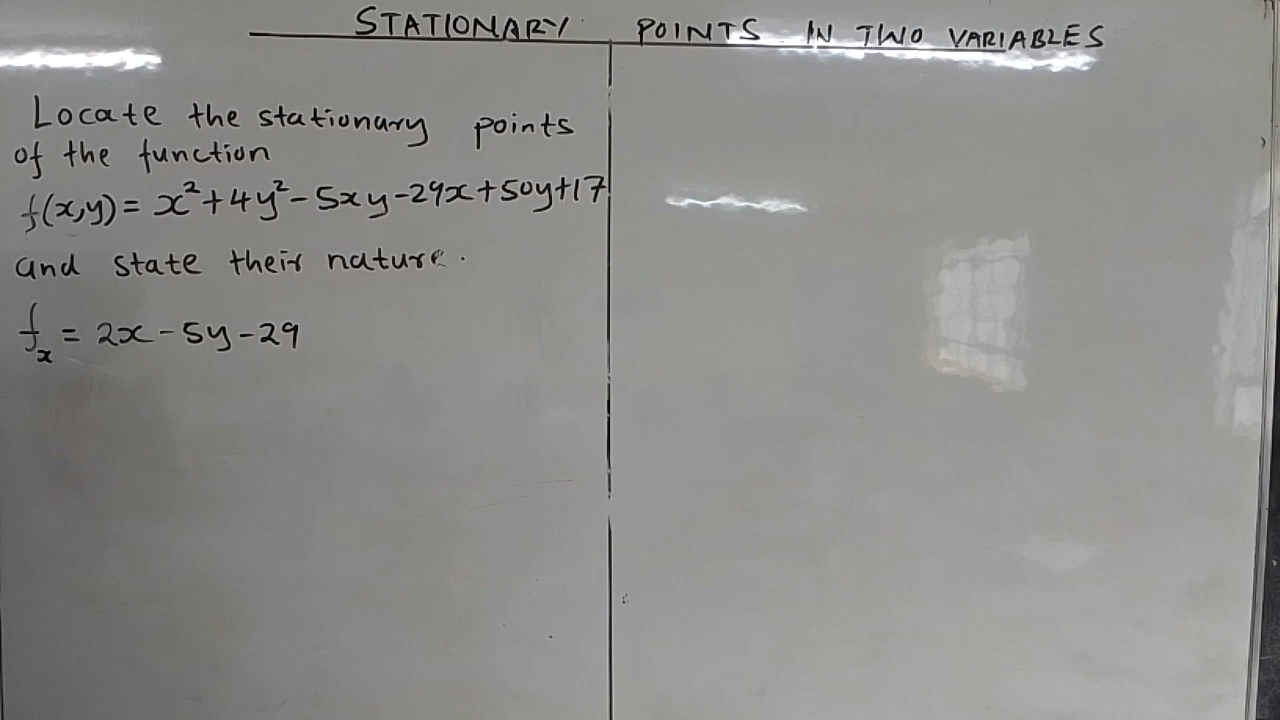 STATIONARY POINTS IN TWO VARIABLES
Locate the stationary points
of the function
f(x,y) = x² + 4y² - 5xy - 29x + 50y + 17
and state their nature.
fₓ = 2x - 5y - 29